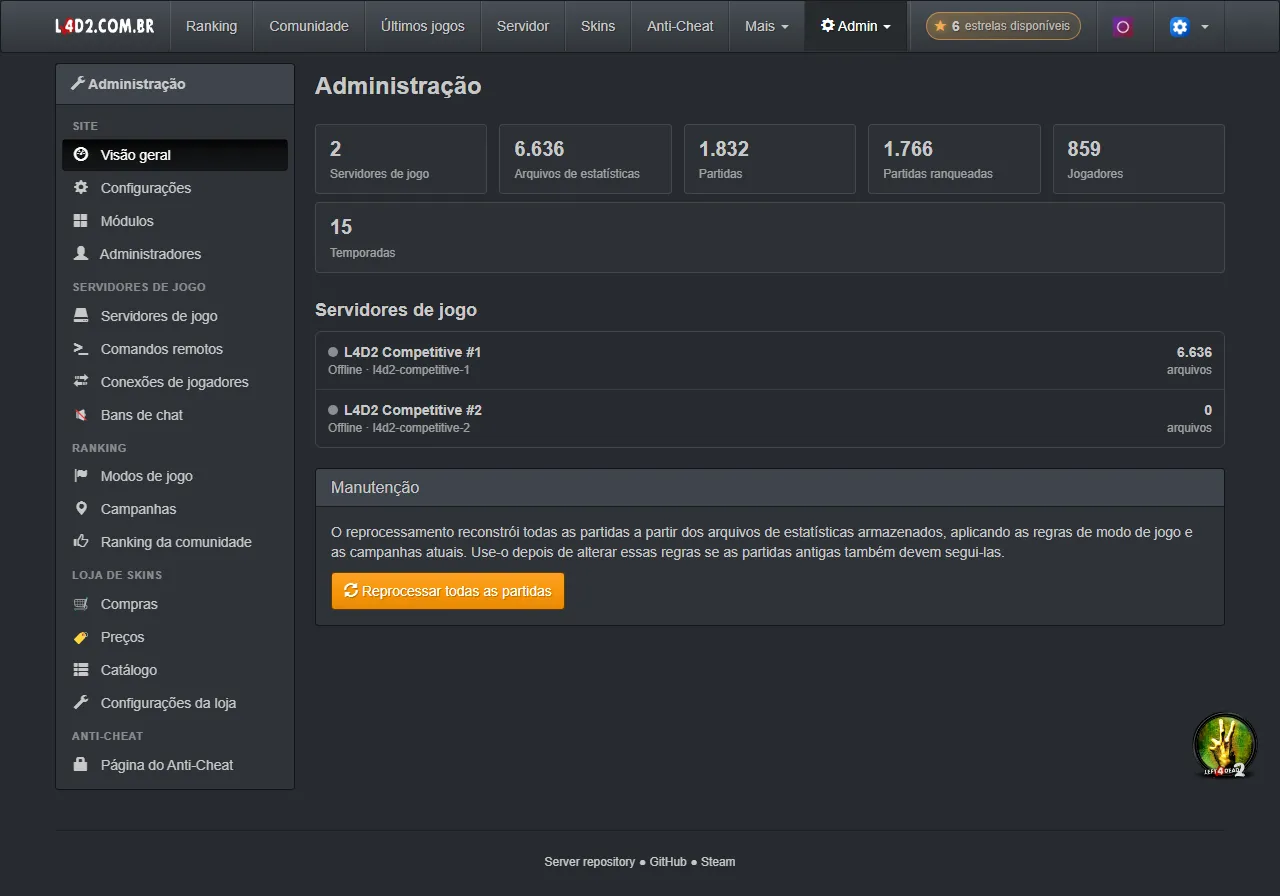 L4D2.COM.BR
Ranking
Comunidade
Últimos jogos
Servidor
Skins
Anti-Cheat
Mais
Admin
6 estrelas disponíveis
Administração
SITE
Visão geral
Configurações
Módulos
Administradores
SERVIDORES DE JOGO
Servidores de jogo
Comandos remotos
Conexões de jogadores
Bans de chat
RANKING
Modos de jogo
Campanhas
Ranking da comunidade
LOJA DE SKINS
Compras
Preços
Catálogo
Configurações da loja
ANTI-CHEAT
Página do Anti-Cheat
Administração
2
Servidores de jogo
6.636
Arquivos de estatísticas
1.832
Partidas
1.766
Partidas ranqueadas
859
Jogadores
15
Temporadas
Servidores de jogo
L4D2 Competitive #1
Offline · l4d2-competitive-1
6.636
arquivos
L4D2 Competitive #2
Offline · l4d2-competitive-2
0
arquivos
Manutenção
O reprocessamento reconstrói todas as partidas a partir dos arquivos de estatísticas armazenados, aplicando as regras de modo de jogo e
as campanhas atuais. Use-o depois de alterar essas regras se as partidas antigas também devem segui-las.
Reprocessar todas as partidas
LEFT 4 DEAD 2
Server repository ● GitHub ● Steam